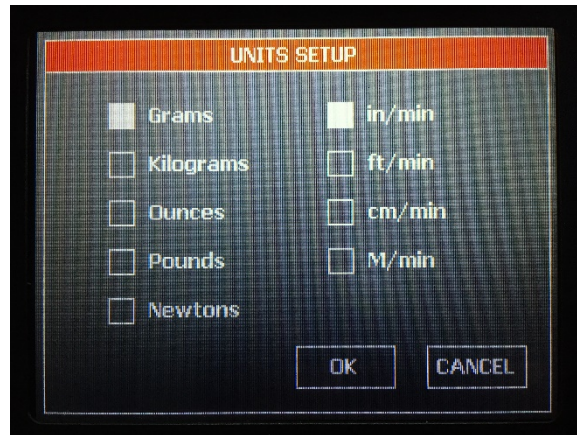 UNITS SETUP
Grams
in/min
Kilograms
ft/min
Ounces
cm/min
Pounds
M/min
Newtons
OK
CANCEL